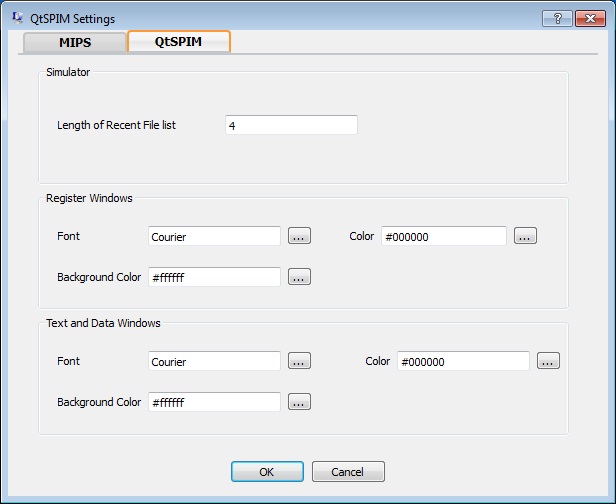 QtSPIM Settings
MIPS QtSPIM
Simulator
Length of Recent File list 4
Register Windows
Font Courier ... Color #000000 ...
Background Color #ffffff ...
Text and Data Windows
Font Courier ... Color #000000 ...
Background Color #ffffff ...
OK Cancel